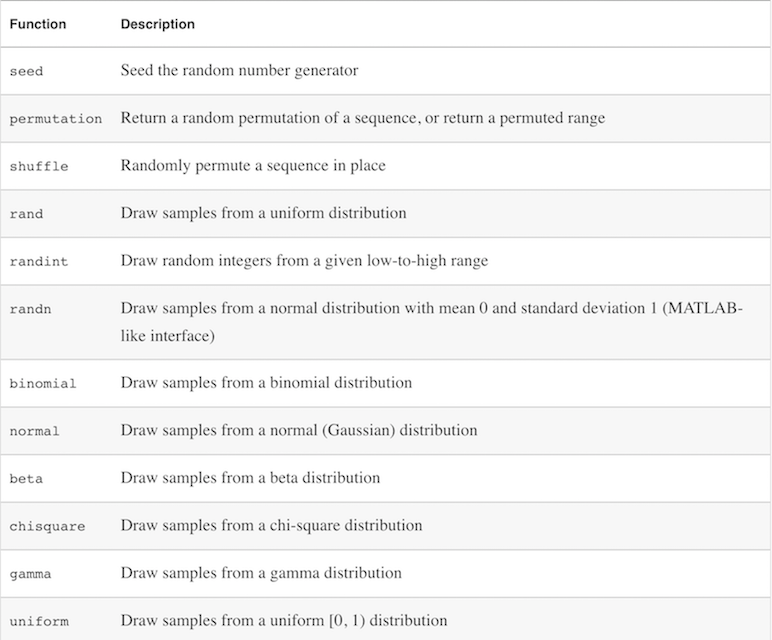 Function Description
seed Seed the random number generator
permutation Return a random permutation of a sequence, or return a permuted range
shuffle Randomly permute a sequence in place
rand Draw samples from a uniform distribution
randint Draw random integers from a given low-to-high range
randn Draw samples from a normal distribution with mean 0 and standard deviation 1 (MATLAB-
like interface)
binomial Draw samples from a binomial distribution
normal Draw samples from a normal (Gaussian) distribution
beta Draw samples from a beta distribution
chisquare Draw samples from a chi-square distribution
gamma Draw samples from a gamma distribution
uniform Draw samples from a uniform [0, 1) distribution